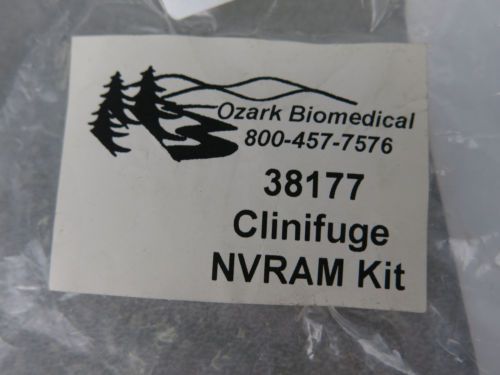 Ozark Biomedical
800-457-7576
38177
Clinifuge
NVRAM Kit